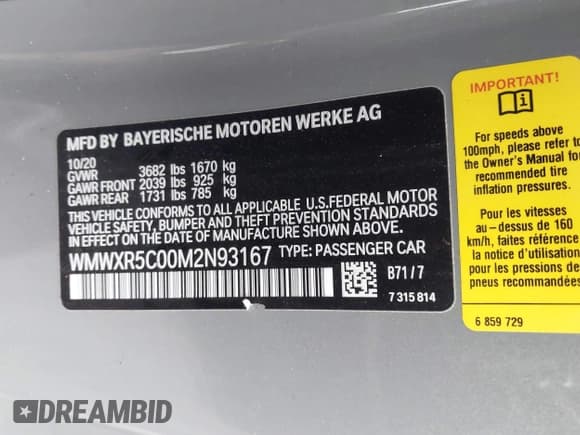 MFD BY BAYERISCHE MOTOREN WERKE AG
10/20
GVWR 3682 lbs 1670 kg
GAWR FRONT 2039 lbs 925 kg
GAWR REAR 1731 lbs 785 kg
THIS VEHICLE CONFORMS TO ALL APPLICABLE U.S.FEDERAL MOTOR
VEHICLE SAFETY, BUMPER AND THEFT PREVENTION STANDARDS
IN EFFECT ON THE DATE OF MANUFACTURE SHOWN ABOVE.
WMWXR5C00M2N93167 TYPE: PASSENGER CAR
B71/7
7 315 814
IMPORTANT!
For speeds above
100mph, please refer to
the Owner's Manual for
recommended tire
inflation pressures.
Pour les vitesses
au-dessus de 160
km/h, faites référence
la notice d'utilisation
pour les pressions de
pneus recommandées
6 859 729
DREAMBID